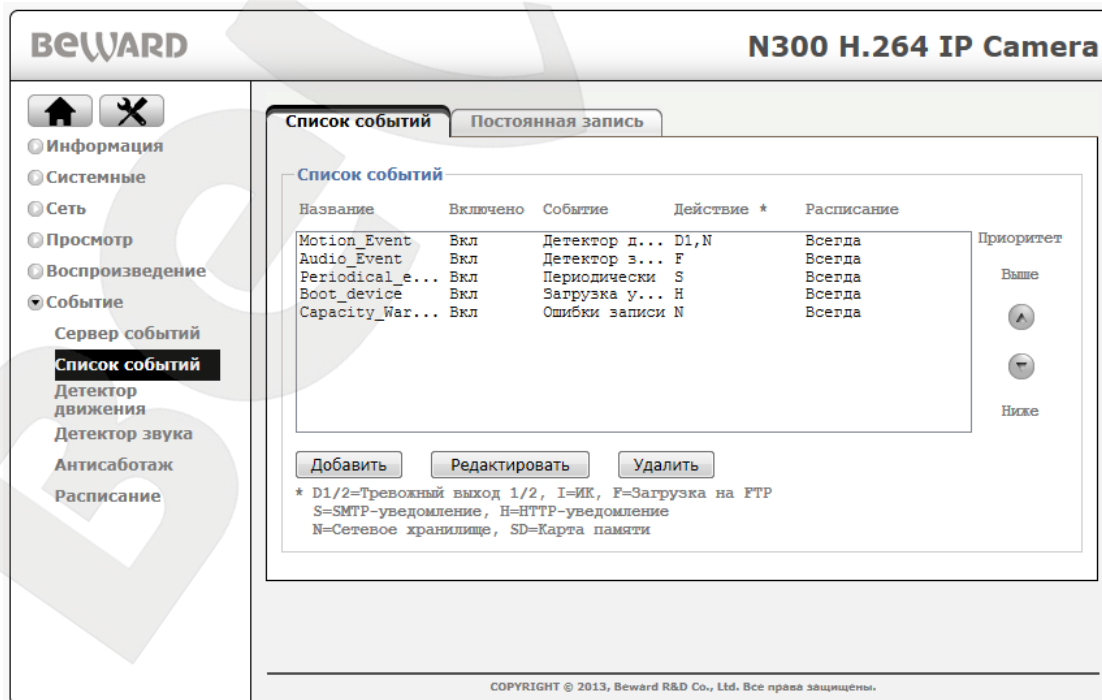 BEWARD
N300 H.264 IP Camera
Информация
Системные
Сеть
Просмотр
Воспроизведение
Событие
Сервер событий
Список событий
Детектор
движения
Детектор звука
Антисаботаж
Расписание
Список событий Постоянная запись
Список событий
Название Включено Событие Действие * Расписание
Motion_Event Вкл Детектор д... D1,N Всегда
Audio_Event Вкл Детектор з... F Всегда
Periodical_e... Вкл Периодически S Всегда
Boot_device Вкл Загрузка у... H Всегда
Capacity_War... Вкл Ошибки записи N Всегда
Приоритет
Выше
Ниже
Добавить Редактировать Удалить
* D1/2=Тревожный выход 1/2, I=ИК, F=Загрузка на FTP
S=SMTP-уведомление, H=HTTP-уведомление
N=Сетевое хранилище, SD=Карта памяти
COPYRIGHT © 2013, Beward R&D Co., Ltd. Все права защищены.